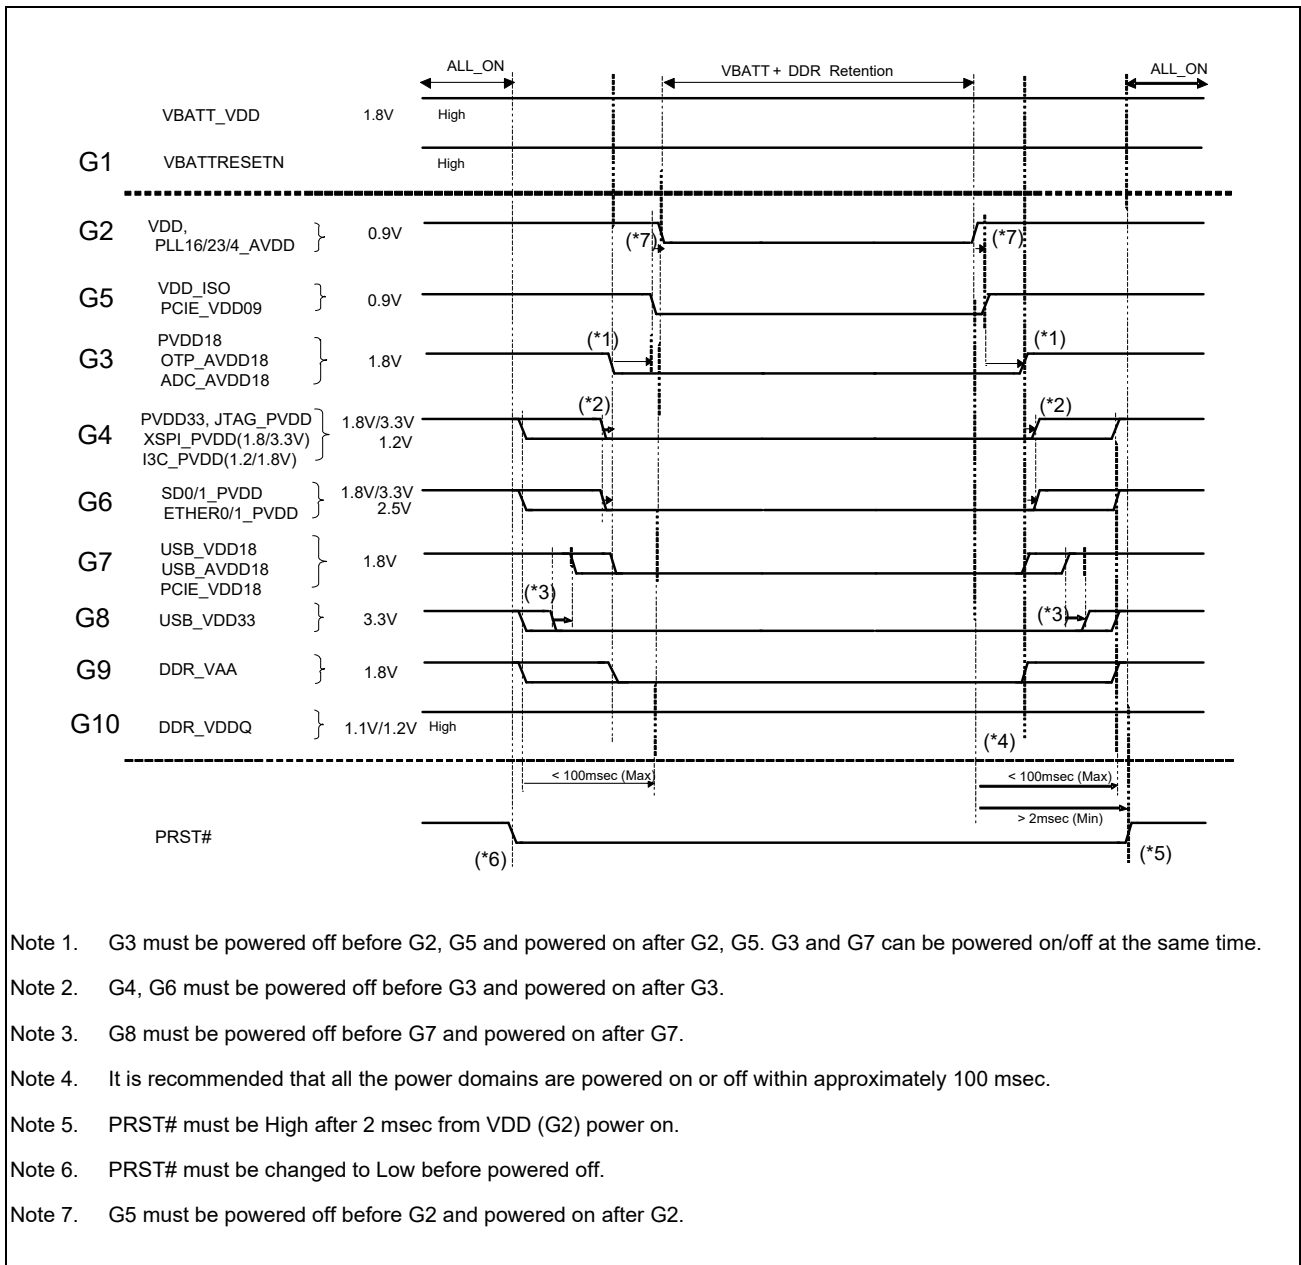 ALL_ON
VBATT + DDR Retention
ALL_ON
VBATT_VDD 1.8V High
G1 VBATTRESETN High
G2 VDD,
PLL16/23/4_AVDD 0.9V (*7) (*7)
G5 VDD_ISO
PCIE_VDD09 0.9V
G3 PVDD18
OTP_AVDD18 1.8V (*1) (*1)
ADC_AVDD18
G4 PVDD33, JTAG_PVDD 1.8V/3.3V (*2) (*2)
XSPI_PVDD(1.8/3.3V) 1.2V
I3C_PVDD(1.2/1.8V)
G6 SD0/1_PVDD 1.8V/3.3V
ETHER0/1_PVDD 2.5V
G7 USB_VDD18
USB_AVDD18 1.8V
PCIE_VDD18
(*3) (*3)
G8 USB_VDD33 3.3V
G9 DDR_VAA 1.8V
G10 DDR_VDDQ 1.1V/1.2V High
(*4)
< 100msec (Max) < 100msec (Max)
> 2msec (Min)
PRST# (*6) (*5)
Note 1. G3 must be powered off before G2, G5 and powered on after G2, G5. G3 and G7 can be powered on/off at the same time.
Note 2. G4, G6 must be powered off before G3 and powered on after G3.
Note 3. G8 must be powered off before G7 and powered on after G7.
Note 4. It is recommended that all the power domains are powered on or off within approximately 100 msec.
Note 5. PRST# must be High after 2 msec from VDD (G2) power on.
Note 6. PRST# must be changed to Low before powered off.
Note 7. G5 must be powered off before G2 and powered on after G2.